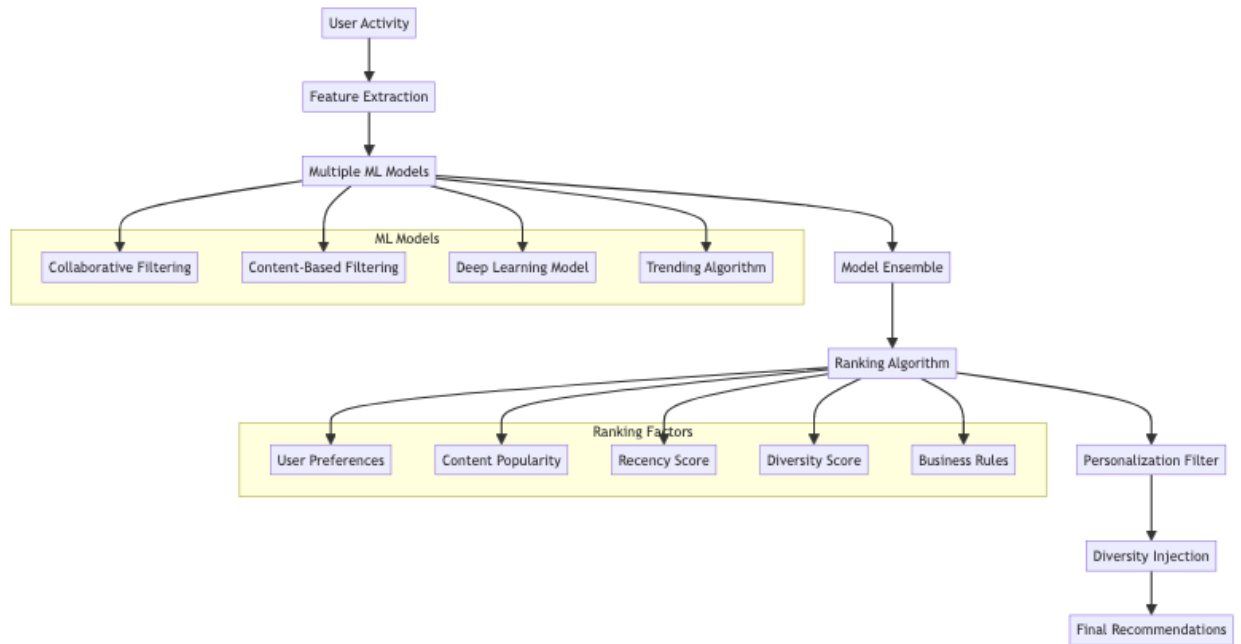 User Activity
Feature Extraction
Multiple ML Models
ML Models
Collaborative Filtering
Content-Based Filtering
Deep Learning Model
Trending Algorithm
Model Ensemble
Ranking Algorithm
Ranking Factors
User Preferences
Content Popularity
Recency Score
Diversity Score
Business Rules
Personalization Filter
Diversity Injection
Final Recommendations